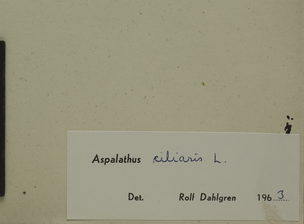 Aspalathus ciliaris L.
Det. Rolf Dahlgren 1963